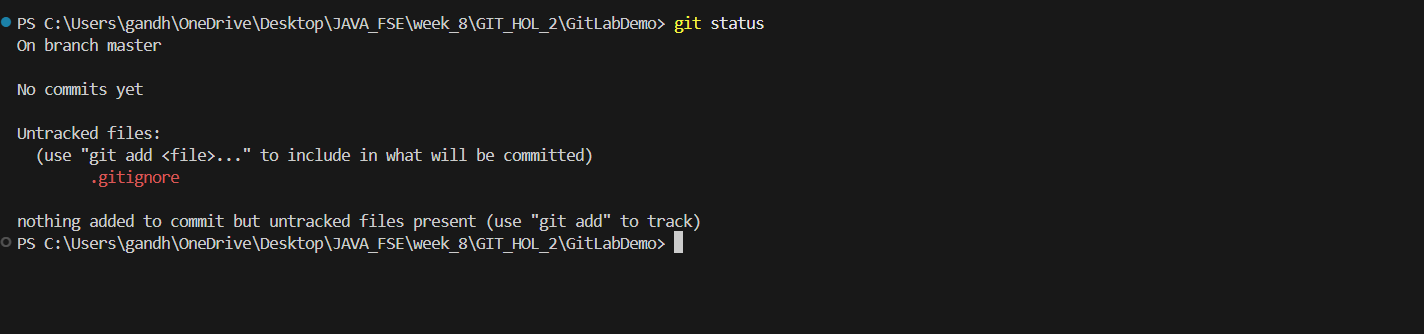 PS C:\Users\gandh\OneDrive\Desktop\JAVA_FSE\week_8\GIT_HOL_2\GitLabDemo> git status
On branch master
No commits yet
Untracked files:
(use "git add <file>..." to include in what will be committed)
.gitignore
nothing added to commit but untracked files present (use "git add" to track)
PS C:\Users\gandh\OneDrive\Desktop\JAVA_FSE\week_8\GIT_HOL_2\GitLabDemo>